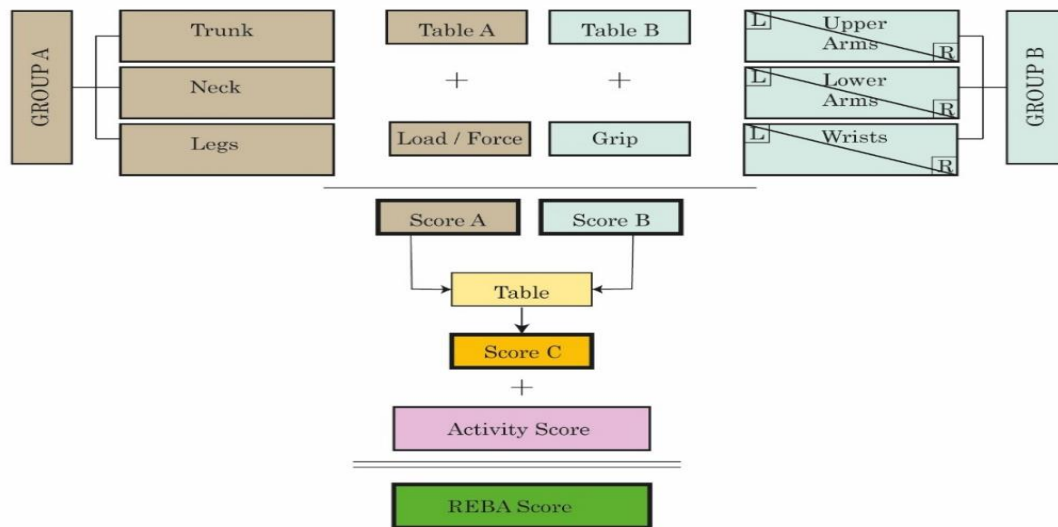 GROUP A
Trunk
Neck
Legs
Table A
+
Load / Force
Table B
+
Grip
L
Upper
Arms
R
L
Lower
Arms
R
L
Wrists
R
GROUP B
Score A
Score B
Table
Score C
+
Activity Score
REBA Score